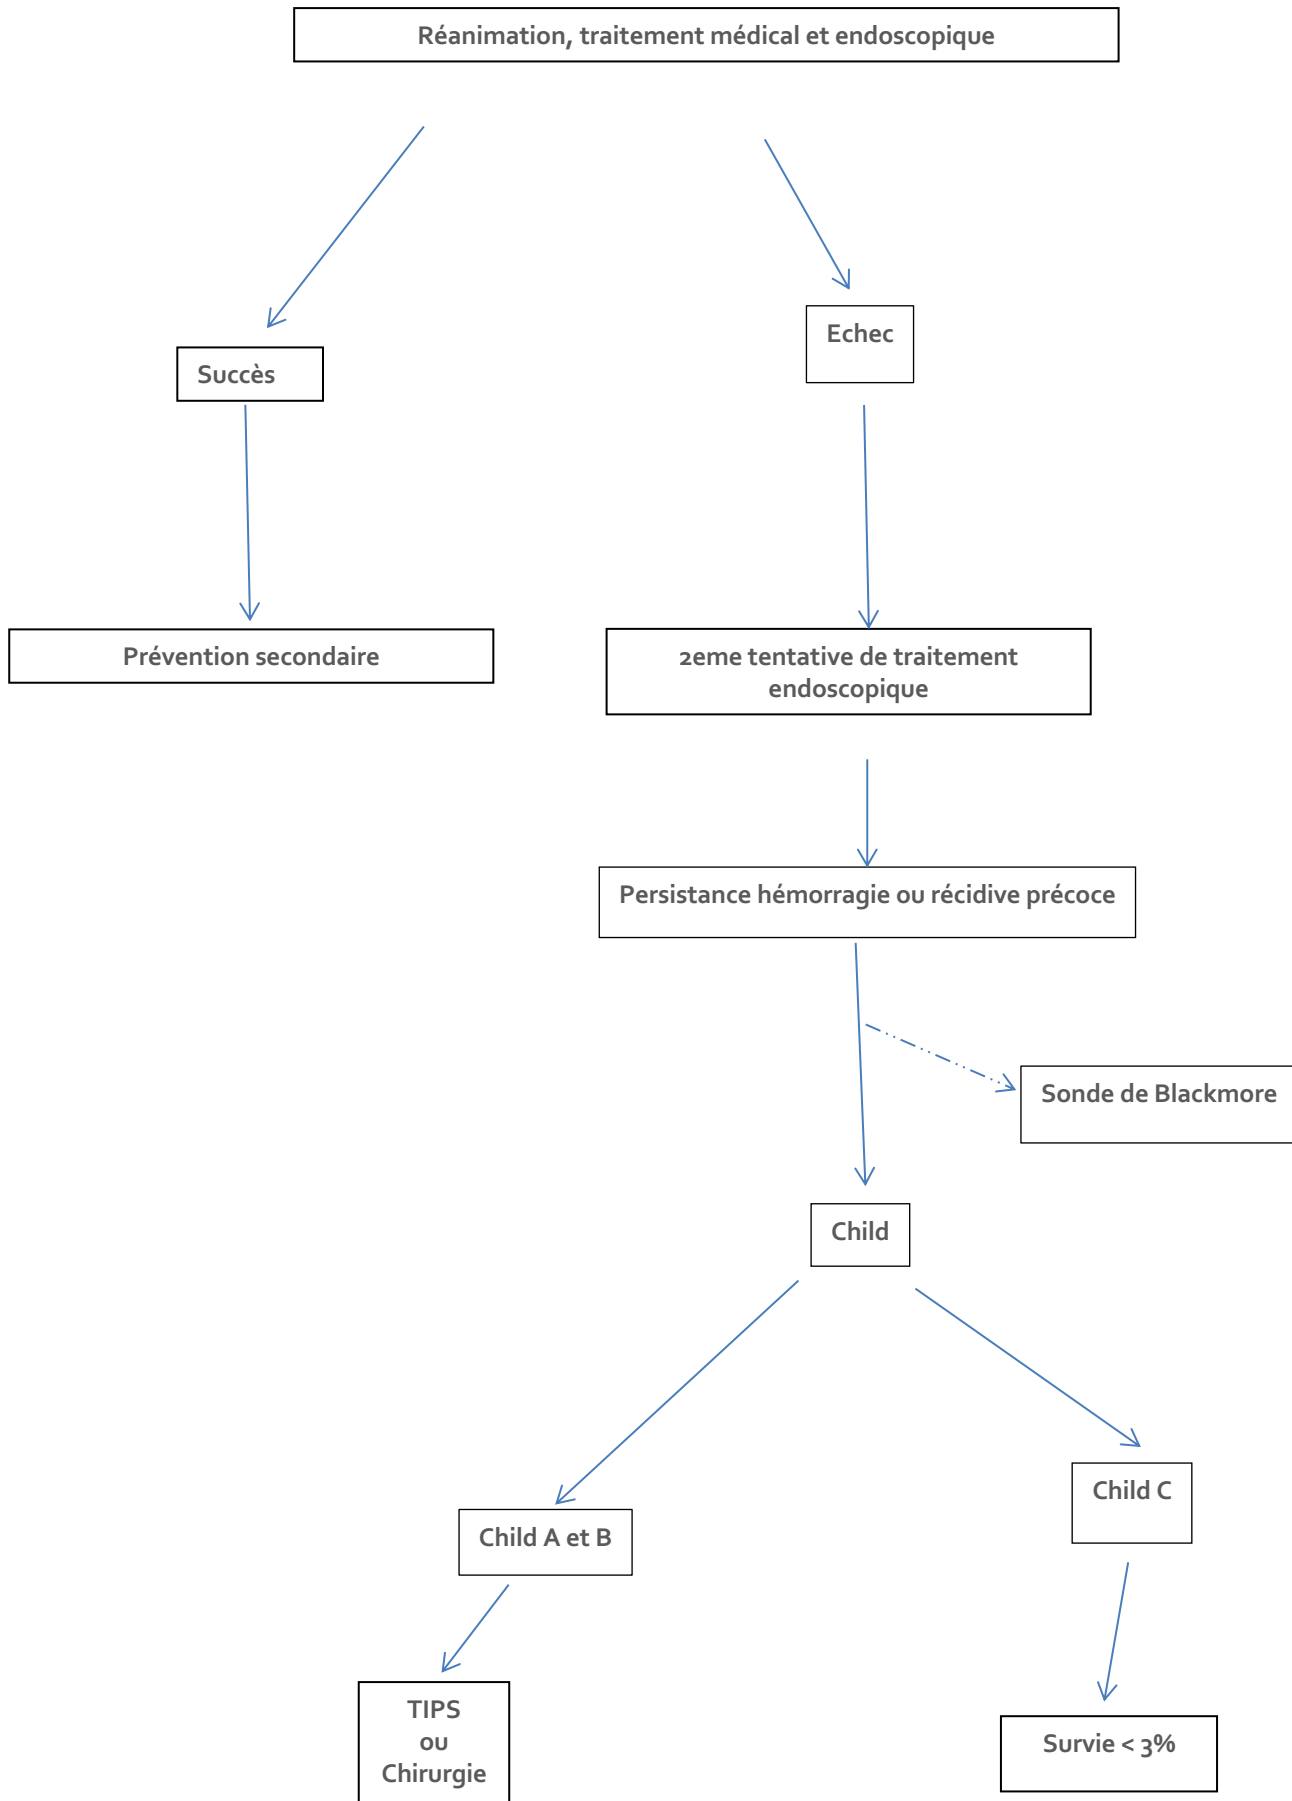 Réanimation, traitement médical et endoscopique
Echec
Succès
Prévention secondaire
2eme tentative de traitement
endoscopique
Persistance hémorragie ou récidive précoce
Sonde de Blackmore
Child
Child C
Child A et B
TIPS
ou
Chirurgie
Survie < 3%